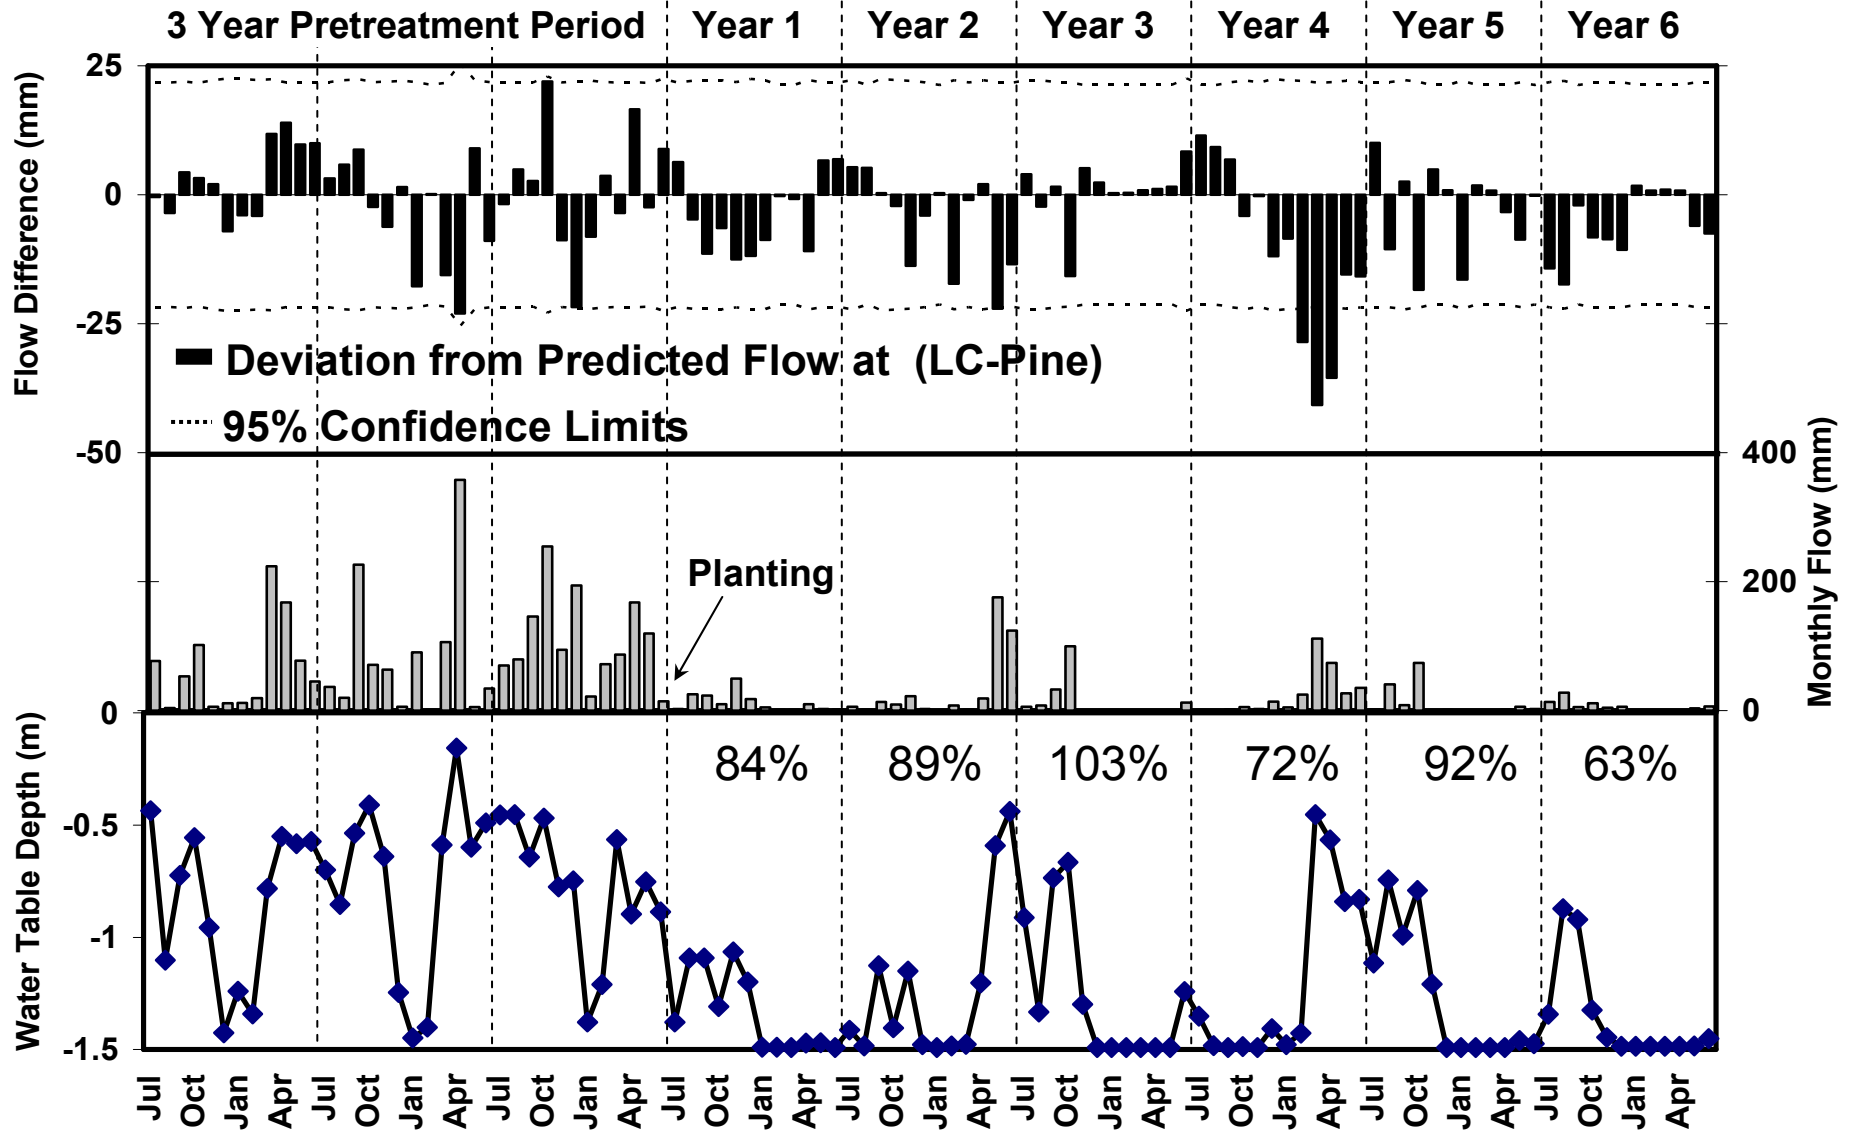 3 Year Pretreatment Period Year 1 Year 2 Year 3 Year 4 Year 5 Year 6
Flow Difference (mm)
25
0
-25
-50
Deviation from Predicted Flow at (LC-Pine)
95% Confidence Limits
400
200
0
Monthly Flow (mm)
Planting
Water Table Depth (m)
0
-0.5
-1
-1.5
84% 89% 103% 72% 92% 63%
Jul Oct Jan Apr Jul Oct Jan Apr Jul Oct Jan Apr Jul Oct Jan Apr Jul Oct Jan Apr Jul Oct Jan Apr Jul Oct Jan Apr Jul Oct Jan Apr Jul Oct Jan Apr